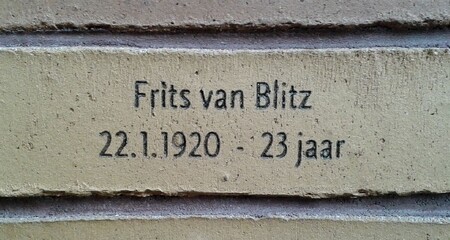 Frits van Blitz
22.1.1920 - 23 jaar